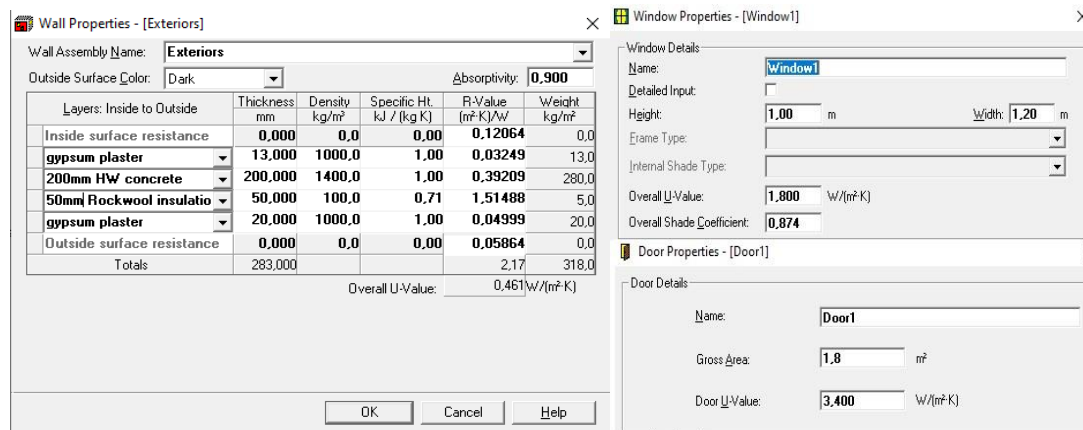 Wall Properties - [Exteriors]
Wall Assembly Name: Exteriors
Outside Surface Color: Dark Absorptivity: 0,900
Layers: Inside to Outside Thickness mm Density kg/m³ Specific Ht. kJ / (kg K) R-Value (m²·K)/W Weight kg/m²
Inside surface resistance 0,000 0,0 0,00 0,12064 0,0
gypsum plaster 13,000 1000,0 1,00 0,03249 13,0
200mm HW concrete 200,000 1400,0 1,00 0,39209 280,0
50mm Rockwool insulatio 50,000 100,0 0,71 1,51488 5,0
gypsum plaster 20,000 1000,0 1,00 0,04999 20,0
Outside surface resistance 0,000 0,0 0,00 0,05864 0,0
Totals 283,000 2,17 318,0
Overall U-Value: 0,461 W/(m²·K)
OK Cancel Help
Window Properties - [Window1]
Window Details
Name: Window1
Detailed Input:
Height: 1,00 m Width: 1,20 m
Frame Type:
Internal Shade Type:
Overall U-Value: 1,800 W/(m²·K)
Overall Shade Coefficient: 0,874
Door Properties - [Door1]
Door Details
Name: Door1
Gross Area: 1,8 m²
Door U-Value: 3,400 W/(m²·K)